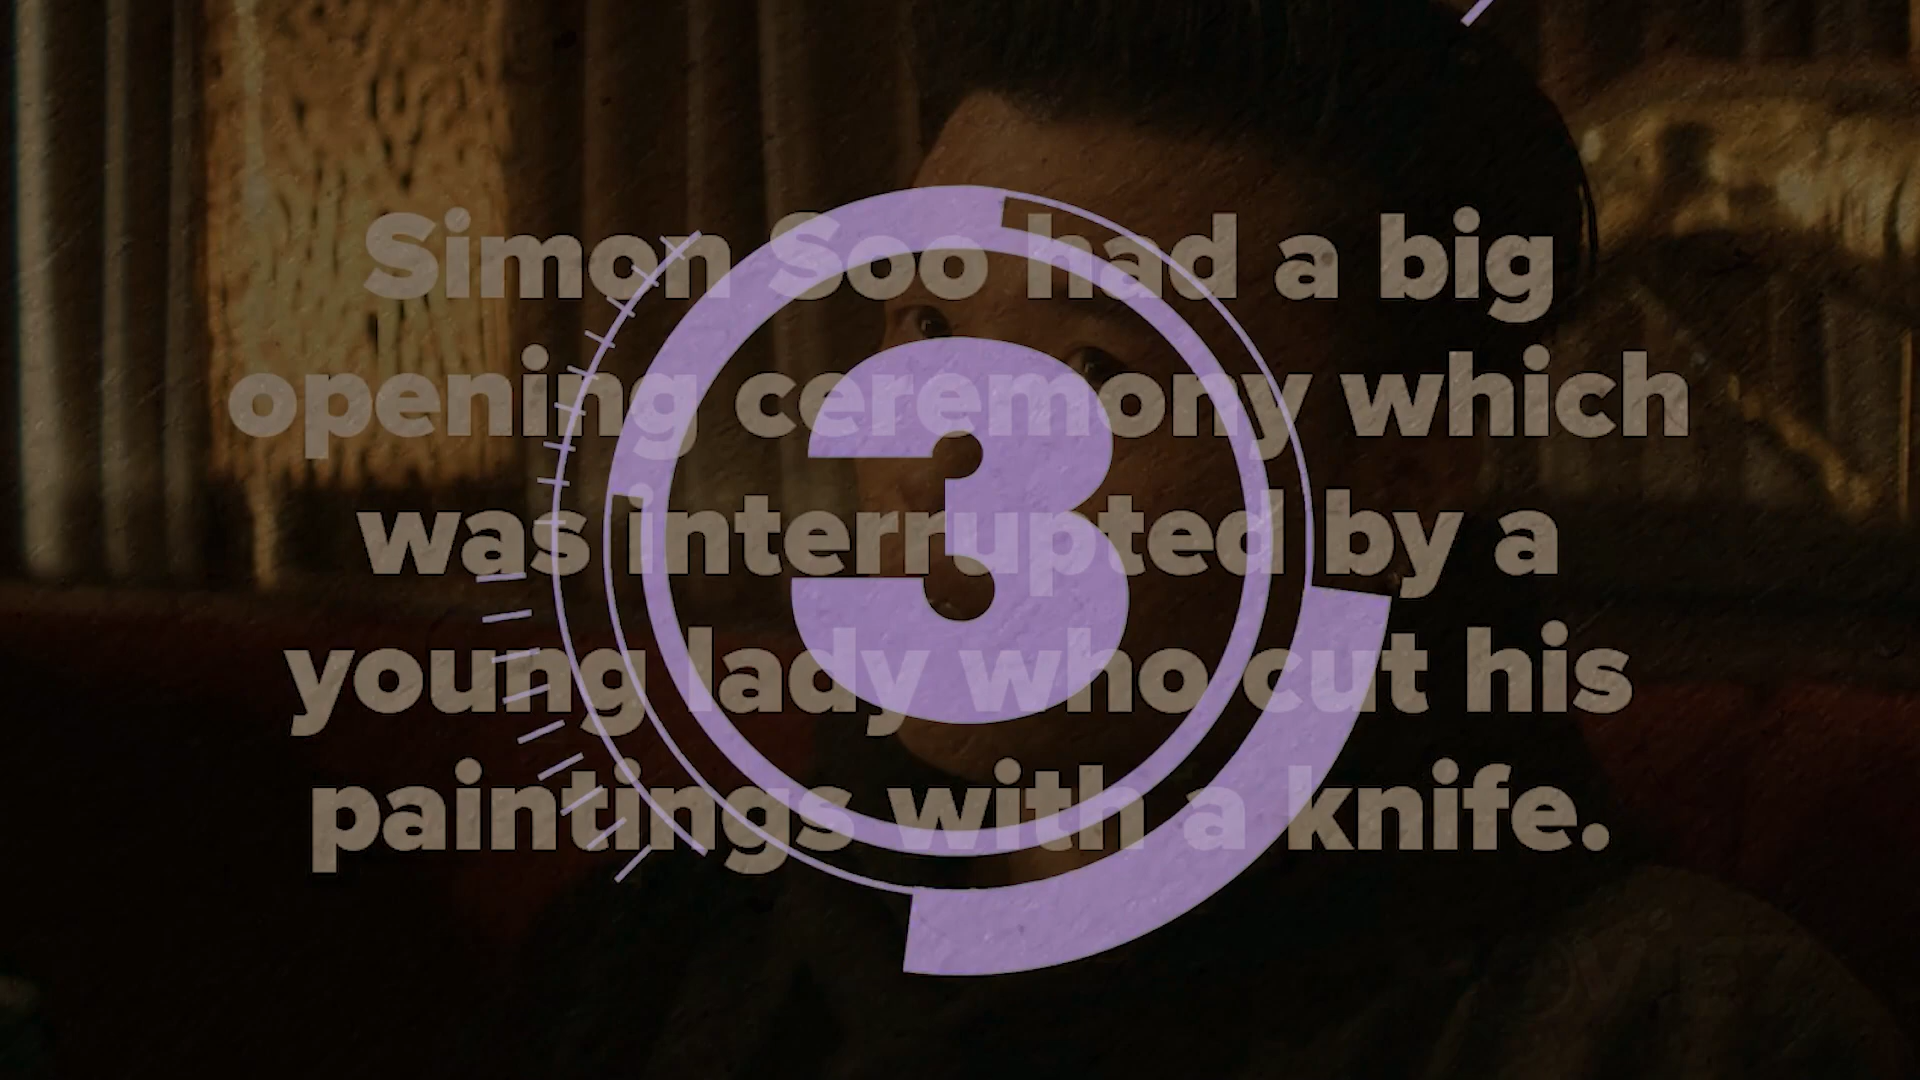 Simon Soo had a big
opening ceremony which
was interrupted by a
young lady who cut his
paintings with a knife.
3